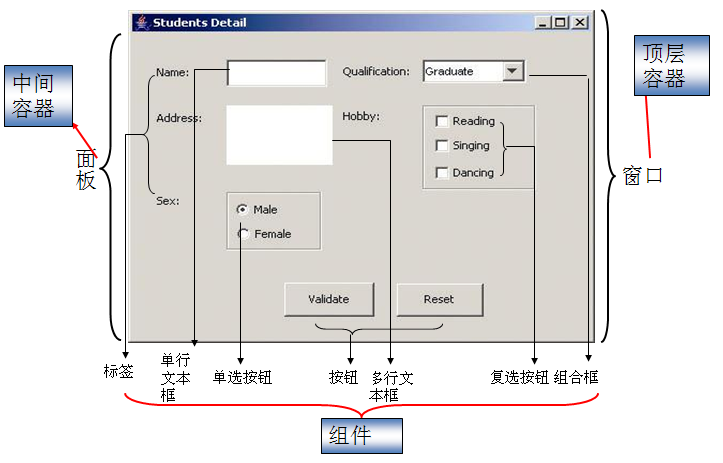 Students Detail
顶层
容器
中间
容器
Name:
Qualification:
Graduate
Address:
Hobby:
Reading
Singing
Dancing
面
板
窗口
Sex:
Male
Female
Validate
Reset
标签
单行
文本
框
单选按钮
按钮
多行文
本框
复选按钮
组合框
组件